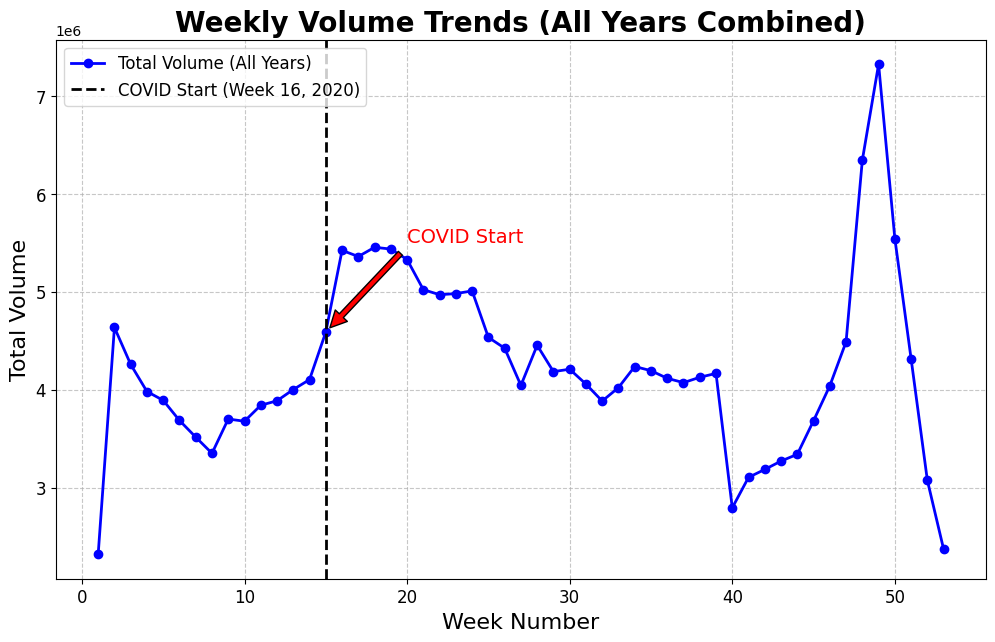 Weekly Volume Trends (All Years Combined)
1e6
Total Volume (All Years)
COVID Start (Week 16, 2020)
7
6
COVID Start
5
4
3
Total Volume
0 10 20 30 40 50
Week Number